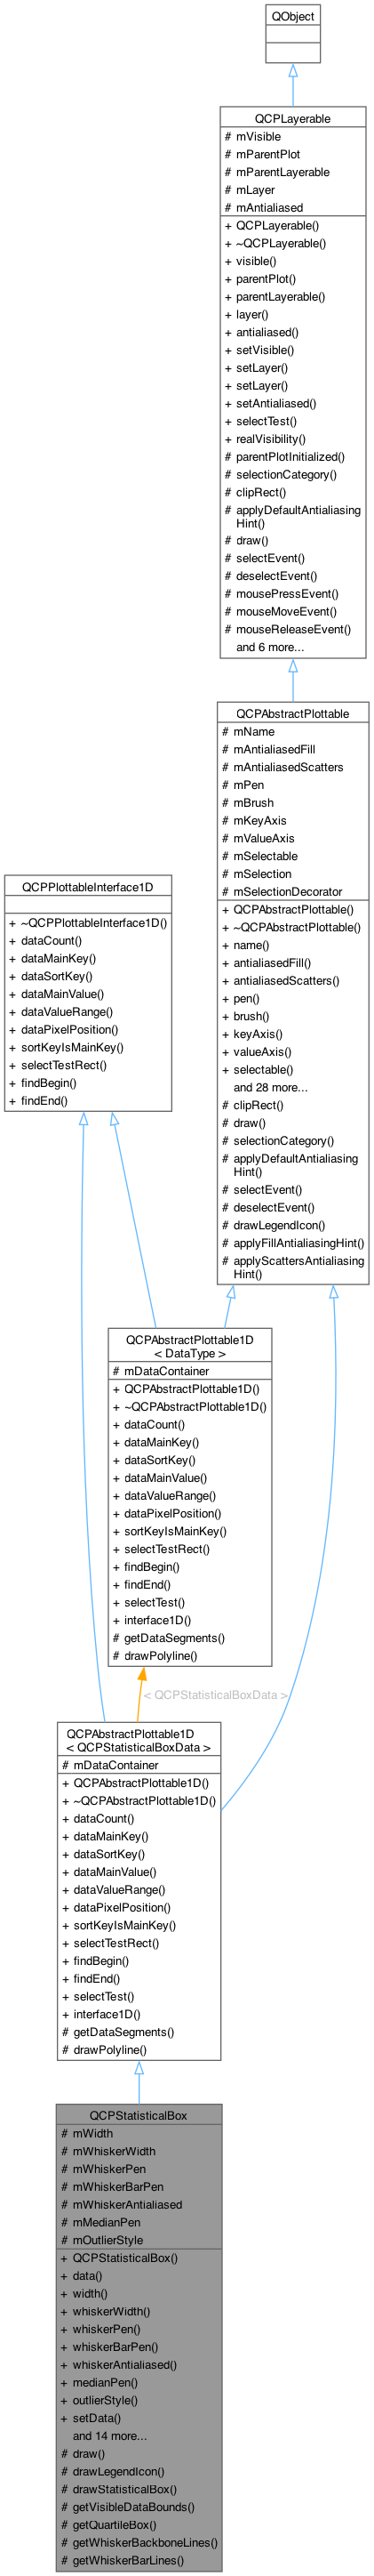 QObject
QCPLayerable
# mVisible
# mParentPlot
# mParentLayerable
# mLayer
# mAntialiased
+ QCPLayerable()
+ ~QCPLayerable()
+ visible()
+ parentPlot()
+ parentLayerable()
+ layer()
+ antialiased()
+ setVisible()
+ setLayer()
+ setLayer()
+ setAntialiased()
+ selectTest()
+ realVisibility()
# parentPlotInitialized()
# selectionCategory()
# clipRect()
# applyDefaultAntialiasing
Hint()
# draw()
# selectEvent()
# deselectEvent()
# mousePressEvent()
# mouseMoveEvent()
# mouseReleaseEvent()
and 6 more...
QCPAbstractPlottable
# mName
# mAntialiasedFill
# mAntialiasedScatters
# mPen
# mBrush
# mKeyAxis
# mValueAxis
# mSelectable
# mSelection
# mSelectionDecorator
+ QCPAbstractPlottable()
+ ~QCPAbstractPlottable()
+ name()
+ antialiasedFill()
+ antialiasedScatters()
+ pen()
+ brush()
+ keyAxis()
+ valueAxis()
+ selectable()
and 28 more...
# clipRect()
# draw()
# selectionCategory()
# applyDefaultAntialiasing
Hint()
# selectEvent()
# deselectEvent()
# drawLegendIcon()
# applyFillAntialiasingHint()
# applyScattersAntialiasing
Hint()
QCPPlottableInterface1D
+ ~QCPPlottableInterface1D()
+ dataCount()
+ dataMainKey()
+ dataSortKey()
+ dataMainValue()
+ dataValueRange()
+ dataPixelPosition()
+ sortKeyIsMainKey()
+ selectTestRect()
+ findBegin()
+ findEnd()
QCPAbstractPlottable1D
< DataType >
# mDataContainer
+ QCPAbstractPlottable1D()
+ ~QCPAbstractPlottable1D()
+ dataCount()
+ dataMainKey()
+ dataSortKey()
+ dataMainValue()
+ dataValueRange()
+ dataPixelPosition()
+ sortKeyIsMainKey()
+ selectTestRect()
+ findBegin()
+ findEnd()
+ selectTest()
+ interface1D()
# getDataSegments()
# drawPolyline()
< QCPStatisticalBoxData >
QCPAbstractPlottable1D
< QCPStatisticalBoxData >
# mDataContainer
+ QCPAbstractPlottable1D()
+ ~QCPAbstractPlottable1D()
+ dataCount()
+ dataMainKey()
+ dataSortKey()
+ dataMainValue()
+ dataValueRange()
+ dataPixelPosition()
+ sortKeyIsMainKey()
+ selectTestRect()
+ findBegin()
+ findEnd()
+ selectTest()
+ interface1D()
# getDataSegments()
# drawPolyline()
QCPStatisticalBox
# mWidth
# mWhiskerWidth
# mWhiskerPen
# mWhiskerBarPen
# mWhiskerAntialiased
# mMedianPen
# mOutlierStyle
+ QCPStatisticalBox()
+ data()
+ width()
+ whiskerWidth()
+ whiskerPen()
+ whiskerBarPen()
+ whiskerAntialiased()
+ medianPen()
+ outlierStyle()
+ setData()
and 14 more...
# draw()
# drawLegendIcon()
# drawStatisticalBox()
# getVisibleDataBounds()
# getQuartileBox()
# getWhiskerBackboneLines()
# getWhiskerBarLines()